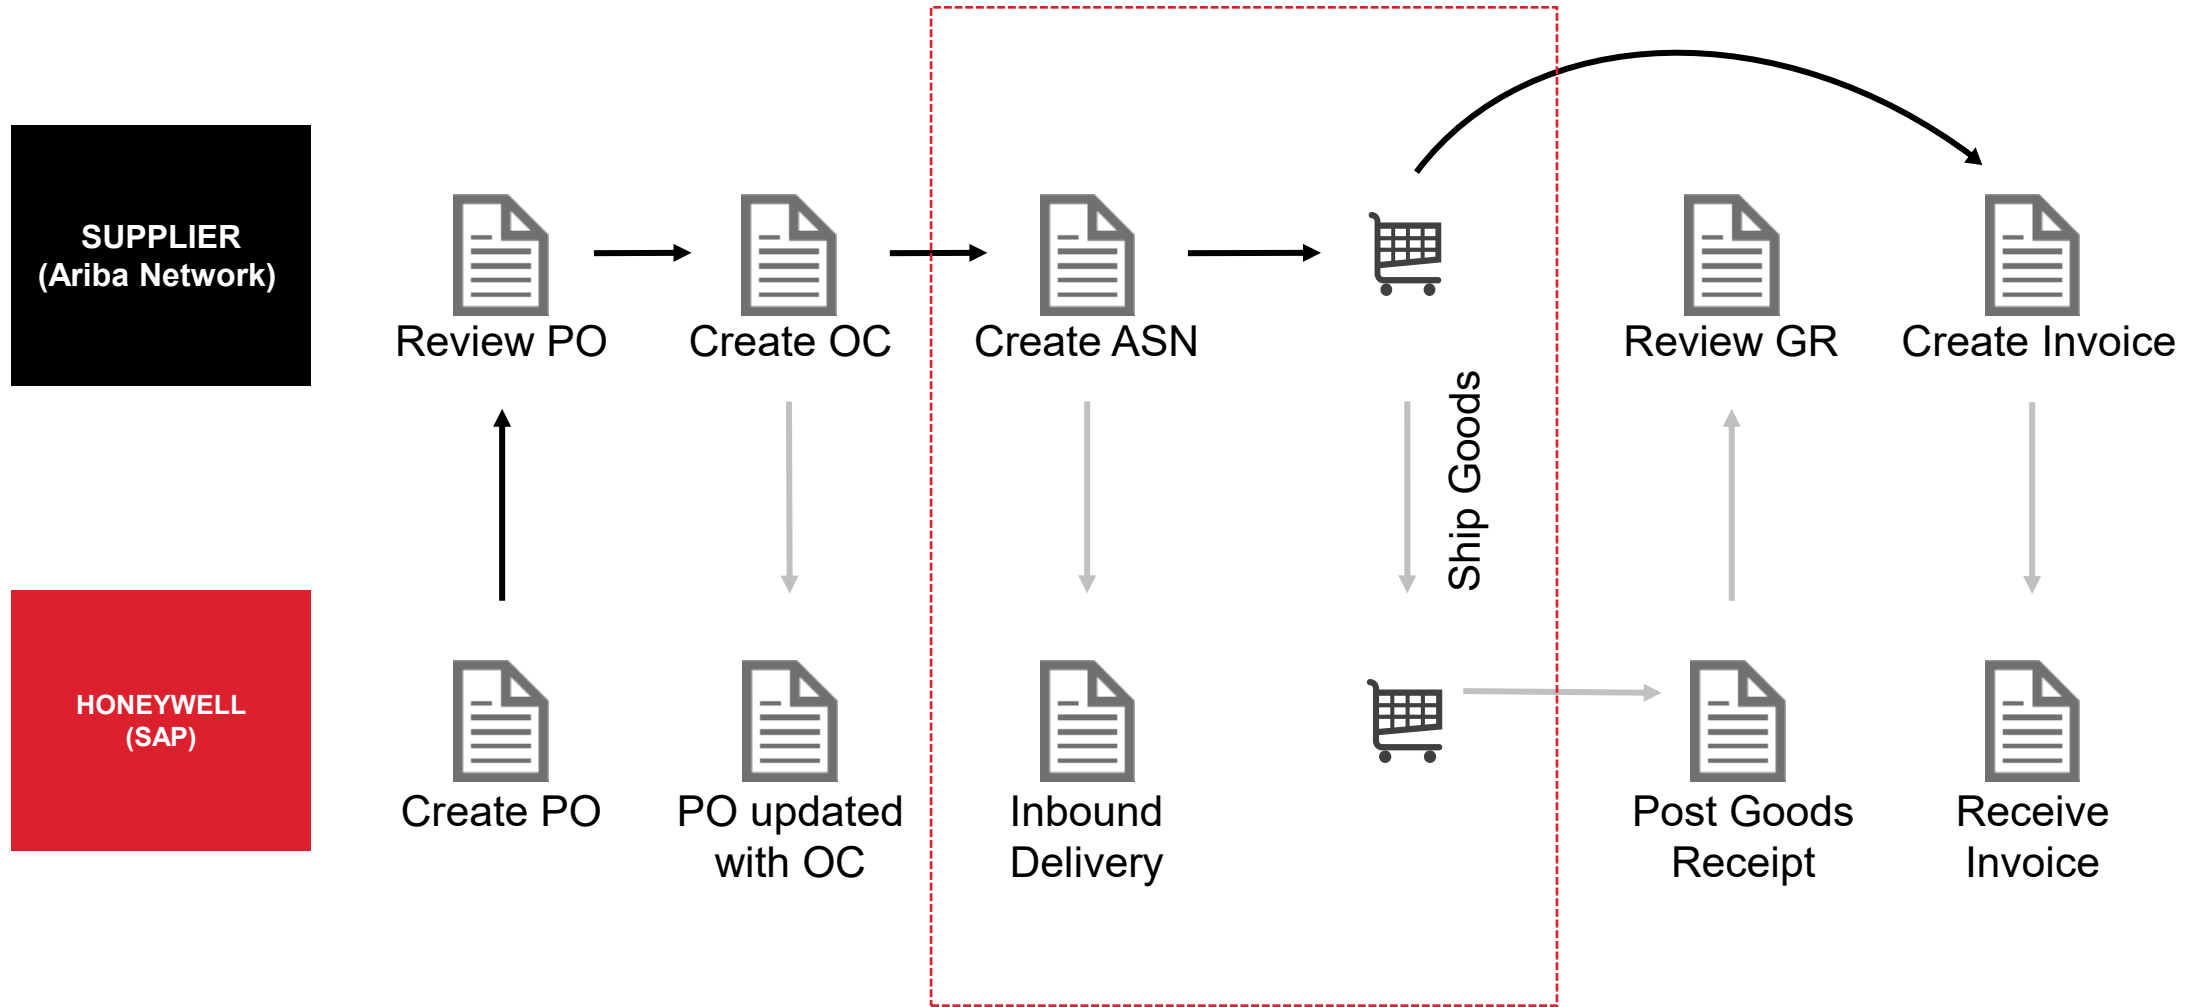 SUPPLIER
(Ariba Network)
Review PO
Create OC
Create ASN
Review GR
Create Invoice
Ship Goods
HONEYWELL
(SAP)
Create PO
PO updated
with OC
Inbound
Delivery
Post Goods
Receipt
Receive
Invoice